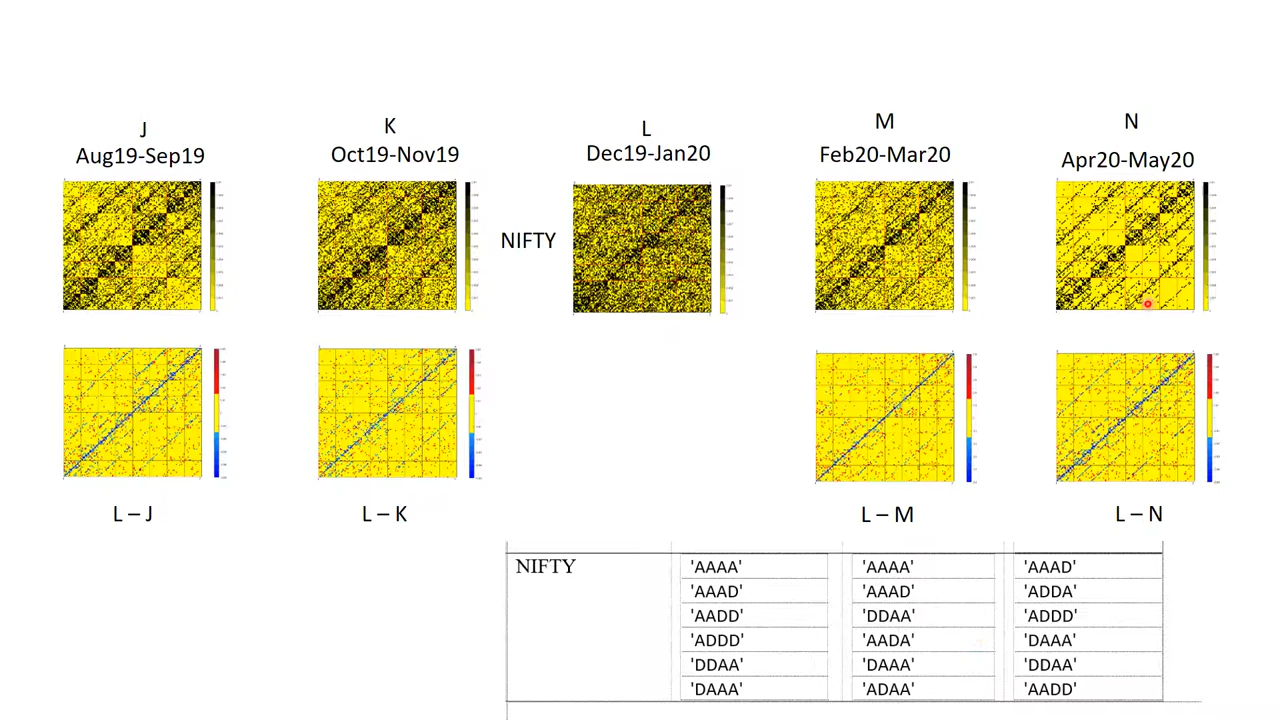 J
Aug19-Sep19
K
Oct19-Nov19
L
Dec19-Jan20
M
Feb20-Mar20
N
Apr20-May20
NIFTY
L – J
L – K
L – M
L – N
NIFTY
'AAAA' 'AAAA' 'AAAD'
'AAAD' 'AAAD' 'ADDA'
'AADD' 'DDAA' 'ADDD'
'ADDD' 'AADA' 'DAAA'
'DDAA' 'DAAA' 'DDAA'
'DAAA' 'ADAA' 'AADD'